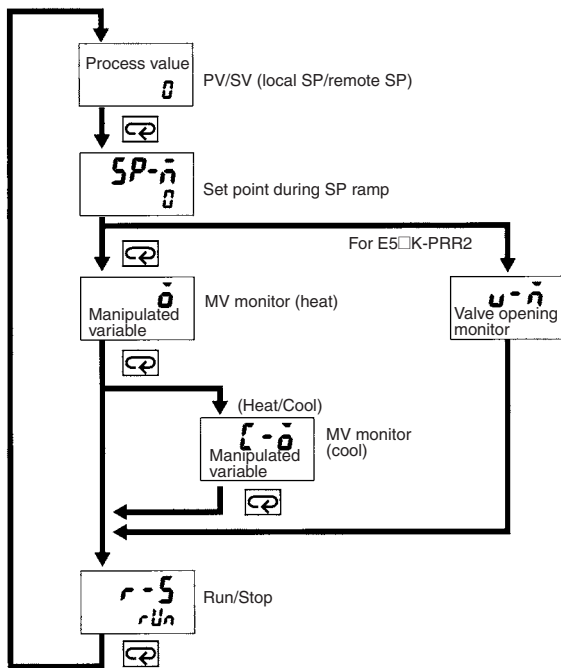 Process value
0
PV/SV (local SP/remote SP)
SP-m
0
Set point during SP ramp
For E5□K-PRR2
o
Manipulated
variable
MV monitor (heat)
u-m
Valve opening
monitor
(Heat/Cool)
C-o
Manipulated
variable
MV monitor
(cool)
r-S
rUn
Run/Stop